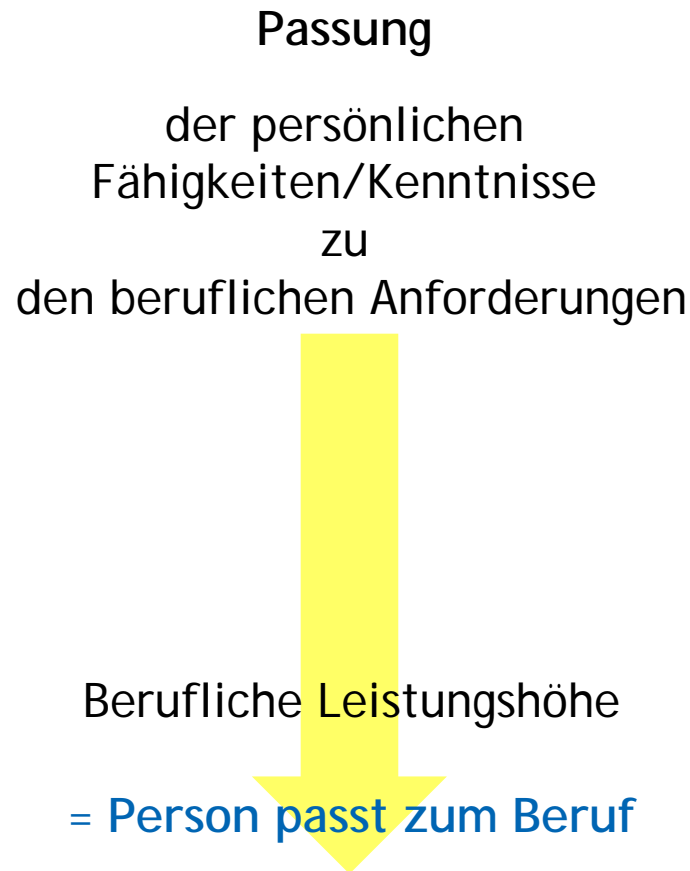 Passung
der persönlichen
Fähigkeiten/Kenntnisse
zu
den beruflichen Anforderungen
Berufliche Leistungshöhe
= Person passt zum Beruf